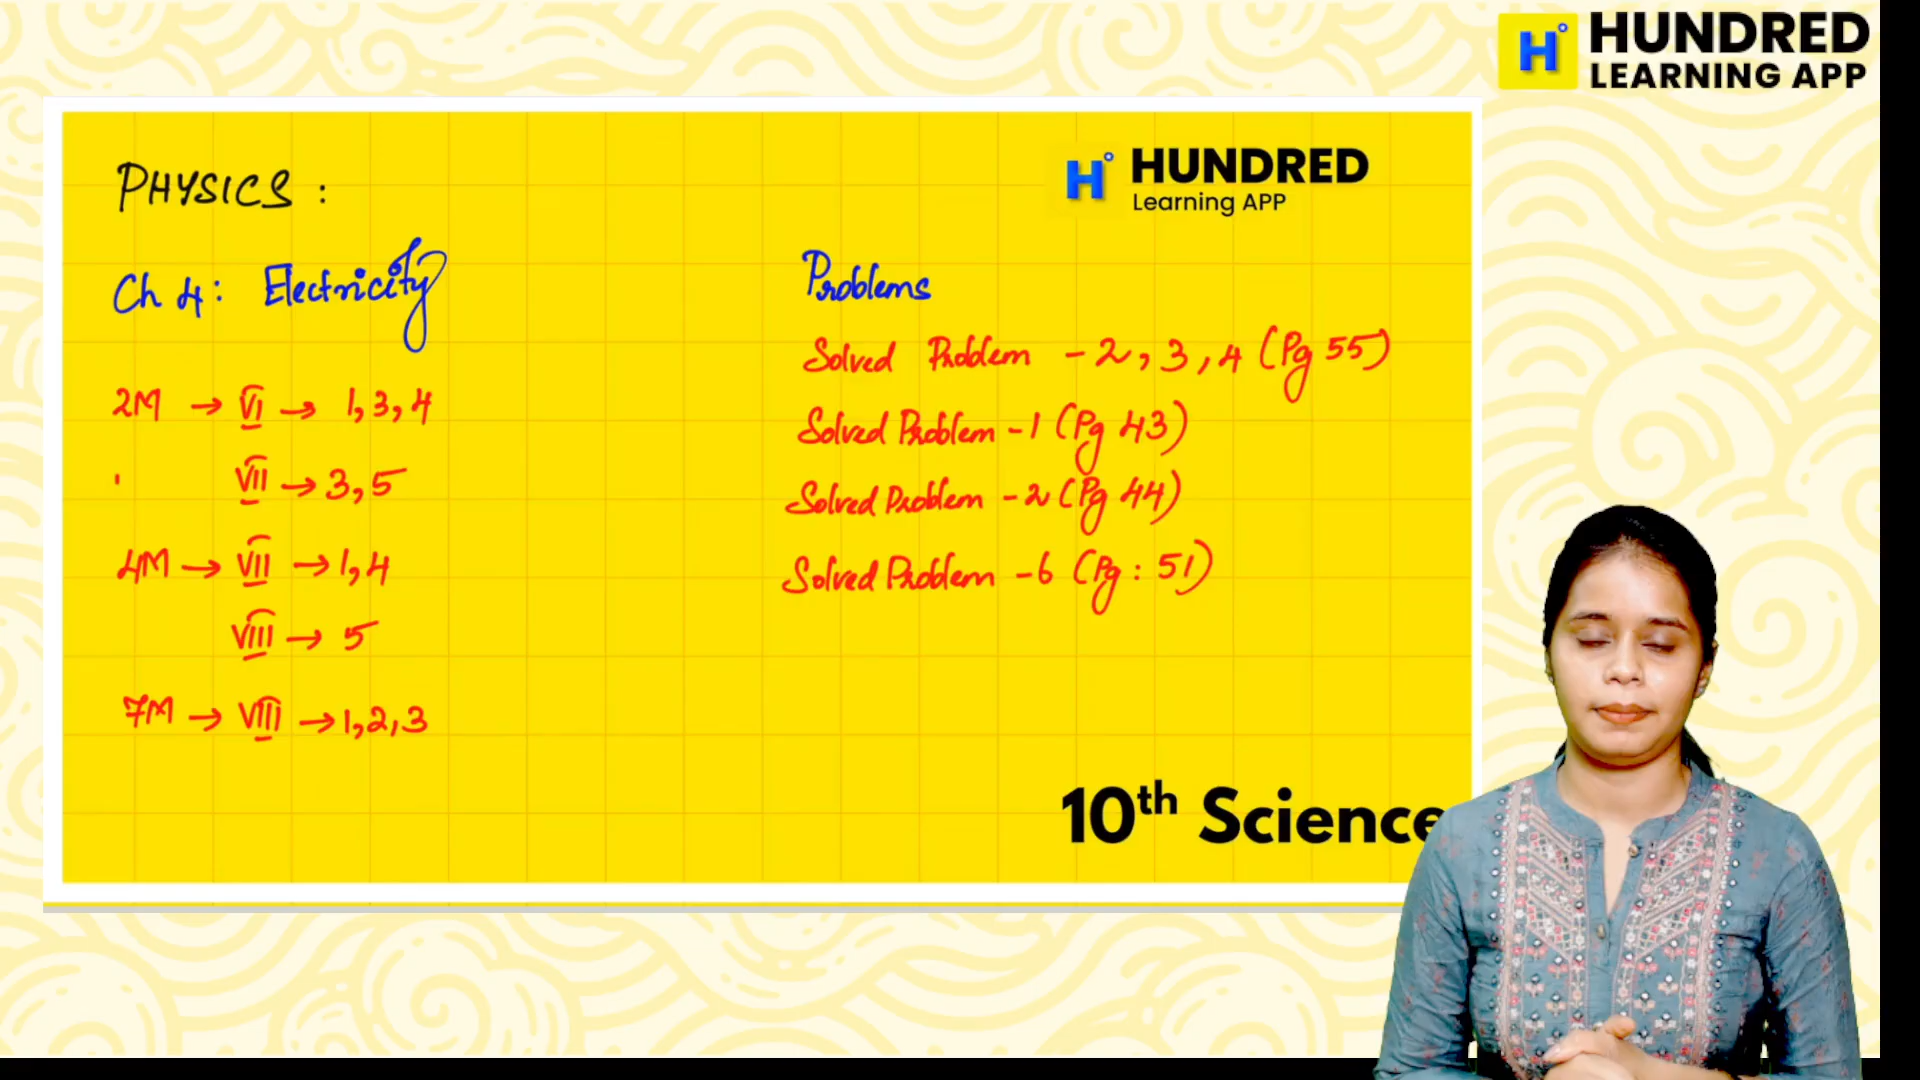 HUNDRED
LEARNING APP
HUNDRED
Learning APP
PHYSICS :
Ch 4: Electricity
2M → VI → 1, 3, 4
VII → 3, 5
4M → VII → 1, 4
VIII → 5
7M → VIII → 1, 2, 3
Problems
Solved Problem - 2, 3, 4 (Pg 55)
Solved Problem - 1 (Pg 43)
Solved Problem - 2 (Pg 44)
Solved Problem - 6 (Pg : 51)
10th Science